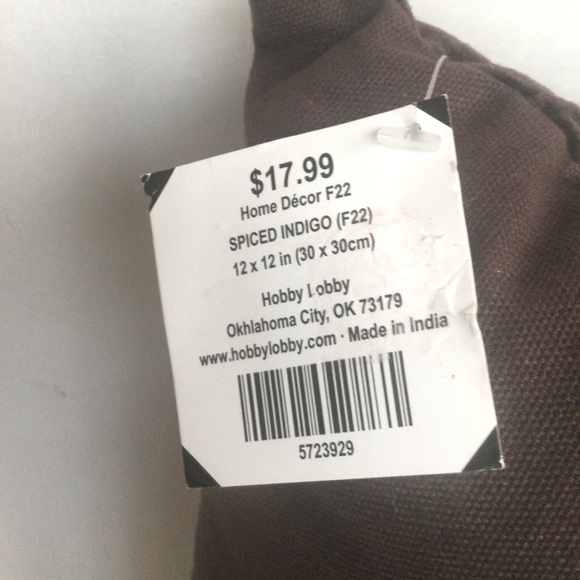 $17.99
Home Décor F22
SPICED INDIGO (F22)
12 x 12 in (30 x 30cm)
Hobby Lobby
Okhlahoma City, OK 73179
www.hobbylobby.com · Made in India
5723929